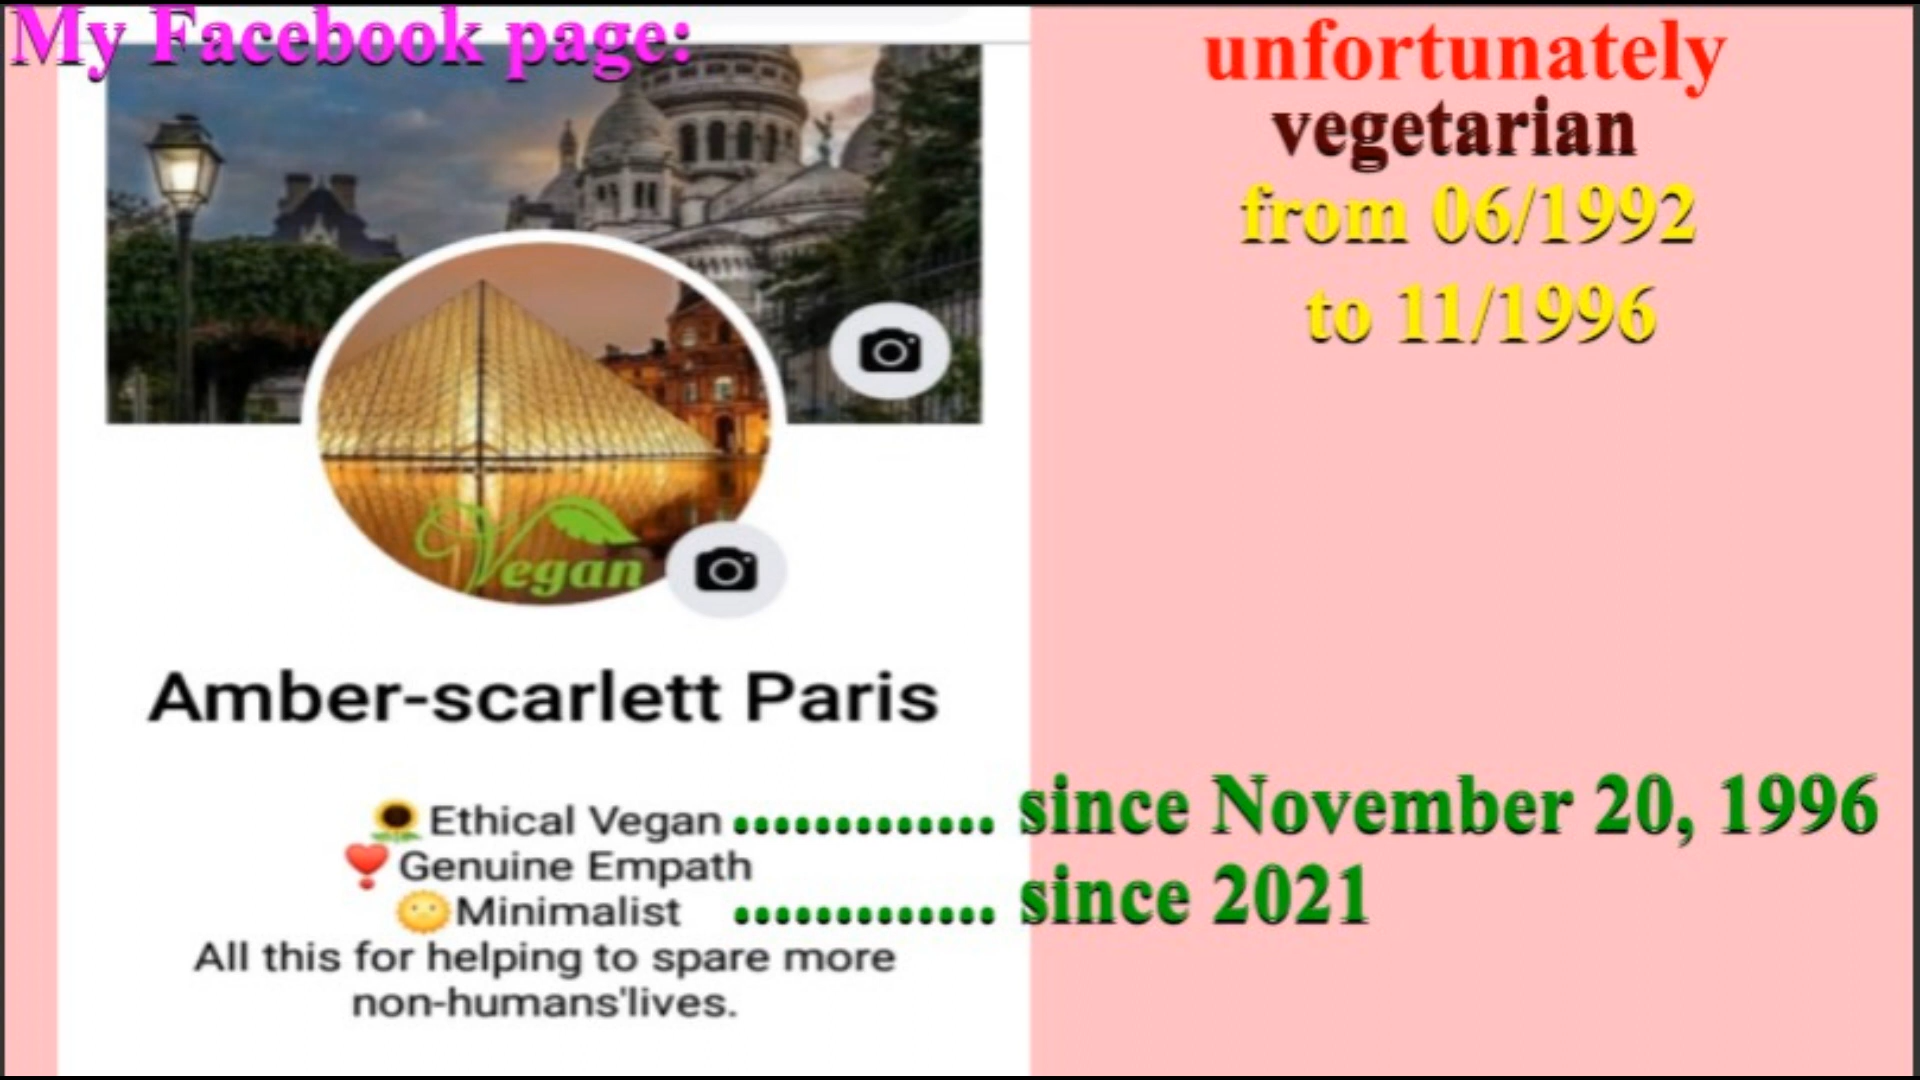 My Facebook page:
unfortunately
vegetarian
from 06/1992
to 11/1996
Vegan
Amber-scarlett Paris
🌻Ethical Vegan ............. since November 20, 1996
❣️Genuine Empath
🌝Minimalist ............. since 2021
All this for helping to spare more
non-humans'lives.